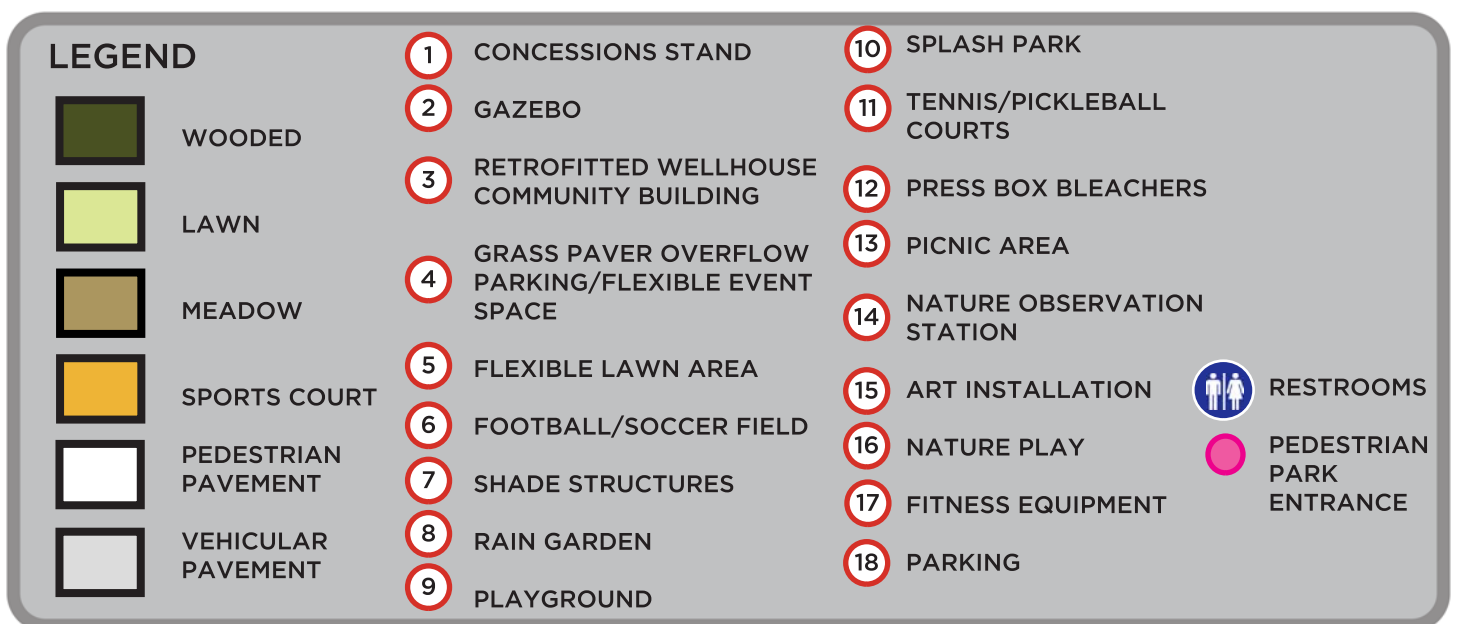 LEGEND
WOODED
LAWN
MEADOW
SPORTS COURT
PEDESTRIAN
PAVEMENT
VEHICULAR
PAVEMENT
1 CONCESSIONS STAND
2 GAZEBO
3 RETROFITTED WELLHOUSE
COMMUNITY BUILDING
4 GRASS PAVER OVERFLOW
PARKING/FLEXIBLE EVENT
SPACE
5 FLEXIBLE LAWN AREA
6 FOOTBALL/SOCCER FIELD
7 SHADE STRUCTURES
8 RAIN GARDEN
9 PLAYGROUND
10 SPLASH PARK
11 TENNIS/PICKLEBALL
COURTS
12 PRESS BOX BLEACHERS
13 PICNIC AREA
14 NATURE OBSERVATION
STATION
15 ART INSTALLATION
16 NATURE PLAY
17 FITNESS EQUIPMENT
18 PARKING
RESTROOMS
PEDESTRIAN
PARK
ENTRANCE